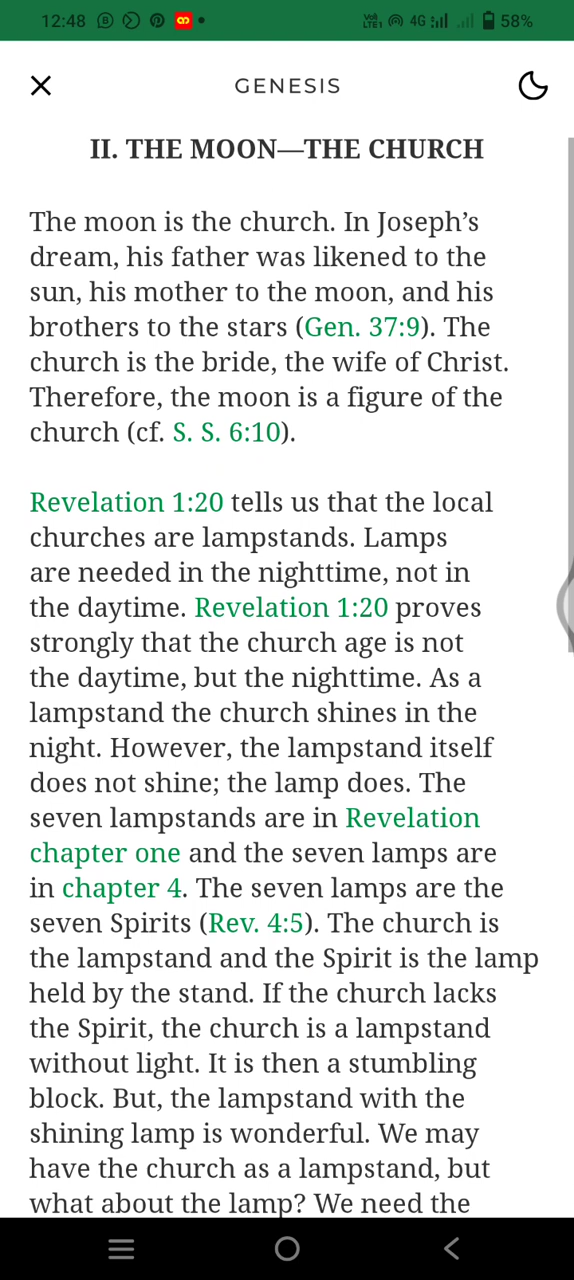 12:48
4G
58%
GENESIS
II. THE MOON—THE CHURCH
The moon is the church. In Joseph’s
dream, his father was likened to the
sun, his mother to the moon, and his
brothers to the stars (Gen. 37:9). The
church is the bride, the wife of Christ.
Therefore, the moon is a figure of the
church (cf. S. S. 6:10).
Revelation 1:20 tells us that the local
churches are lampstands. Lamps
are needed in the nighttime, not in
the daytime. Revelation 1:20 proves
strongly that the church age is not
the daytime, but the nighttime. As a
lampstand the church shines in the
night. However, the lampstand itself
does not shine; the lamp does. The
seven lampstands are in Revelation
chapter one and the seven lamps are
in chapter 4. The seven lamps are the
seven Spirits (Rev. 4:5). The church is
the lampstand and the Spirit is the lamp
held by the stand. If the church lacks
the Spirit, the church is a lampstand
without light. It is then a stumbling
block. But, the lampstand with the
shining lamp is wonderful. We may
have the church as a lampstand, but
what about the lamp? We need the